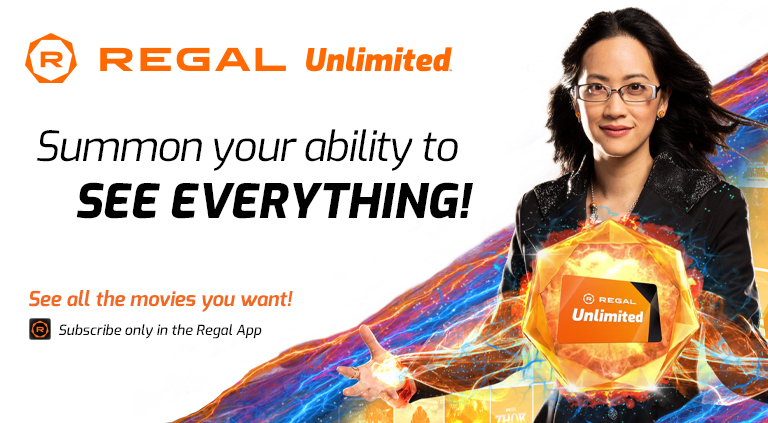 R REGAL Unlimited
Summon your ability to
SEE EVERYTHING!
See all the movies you want!
R Subscribe only in the Regal App
R REGAL
Unlimited
THOR